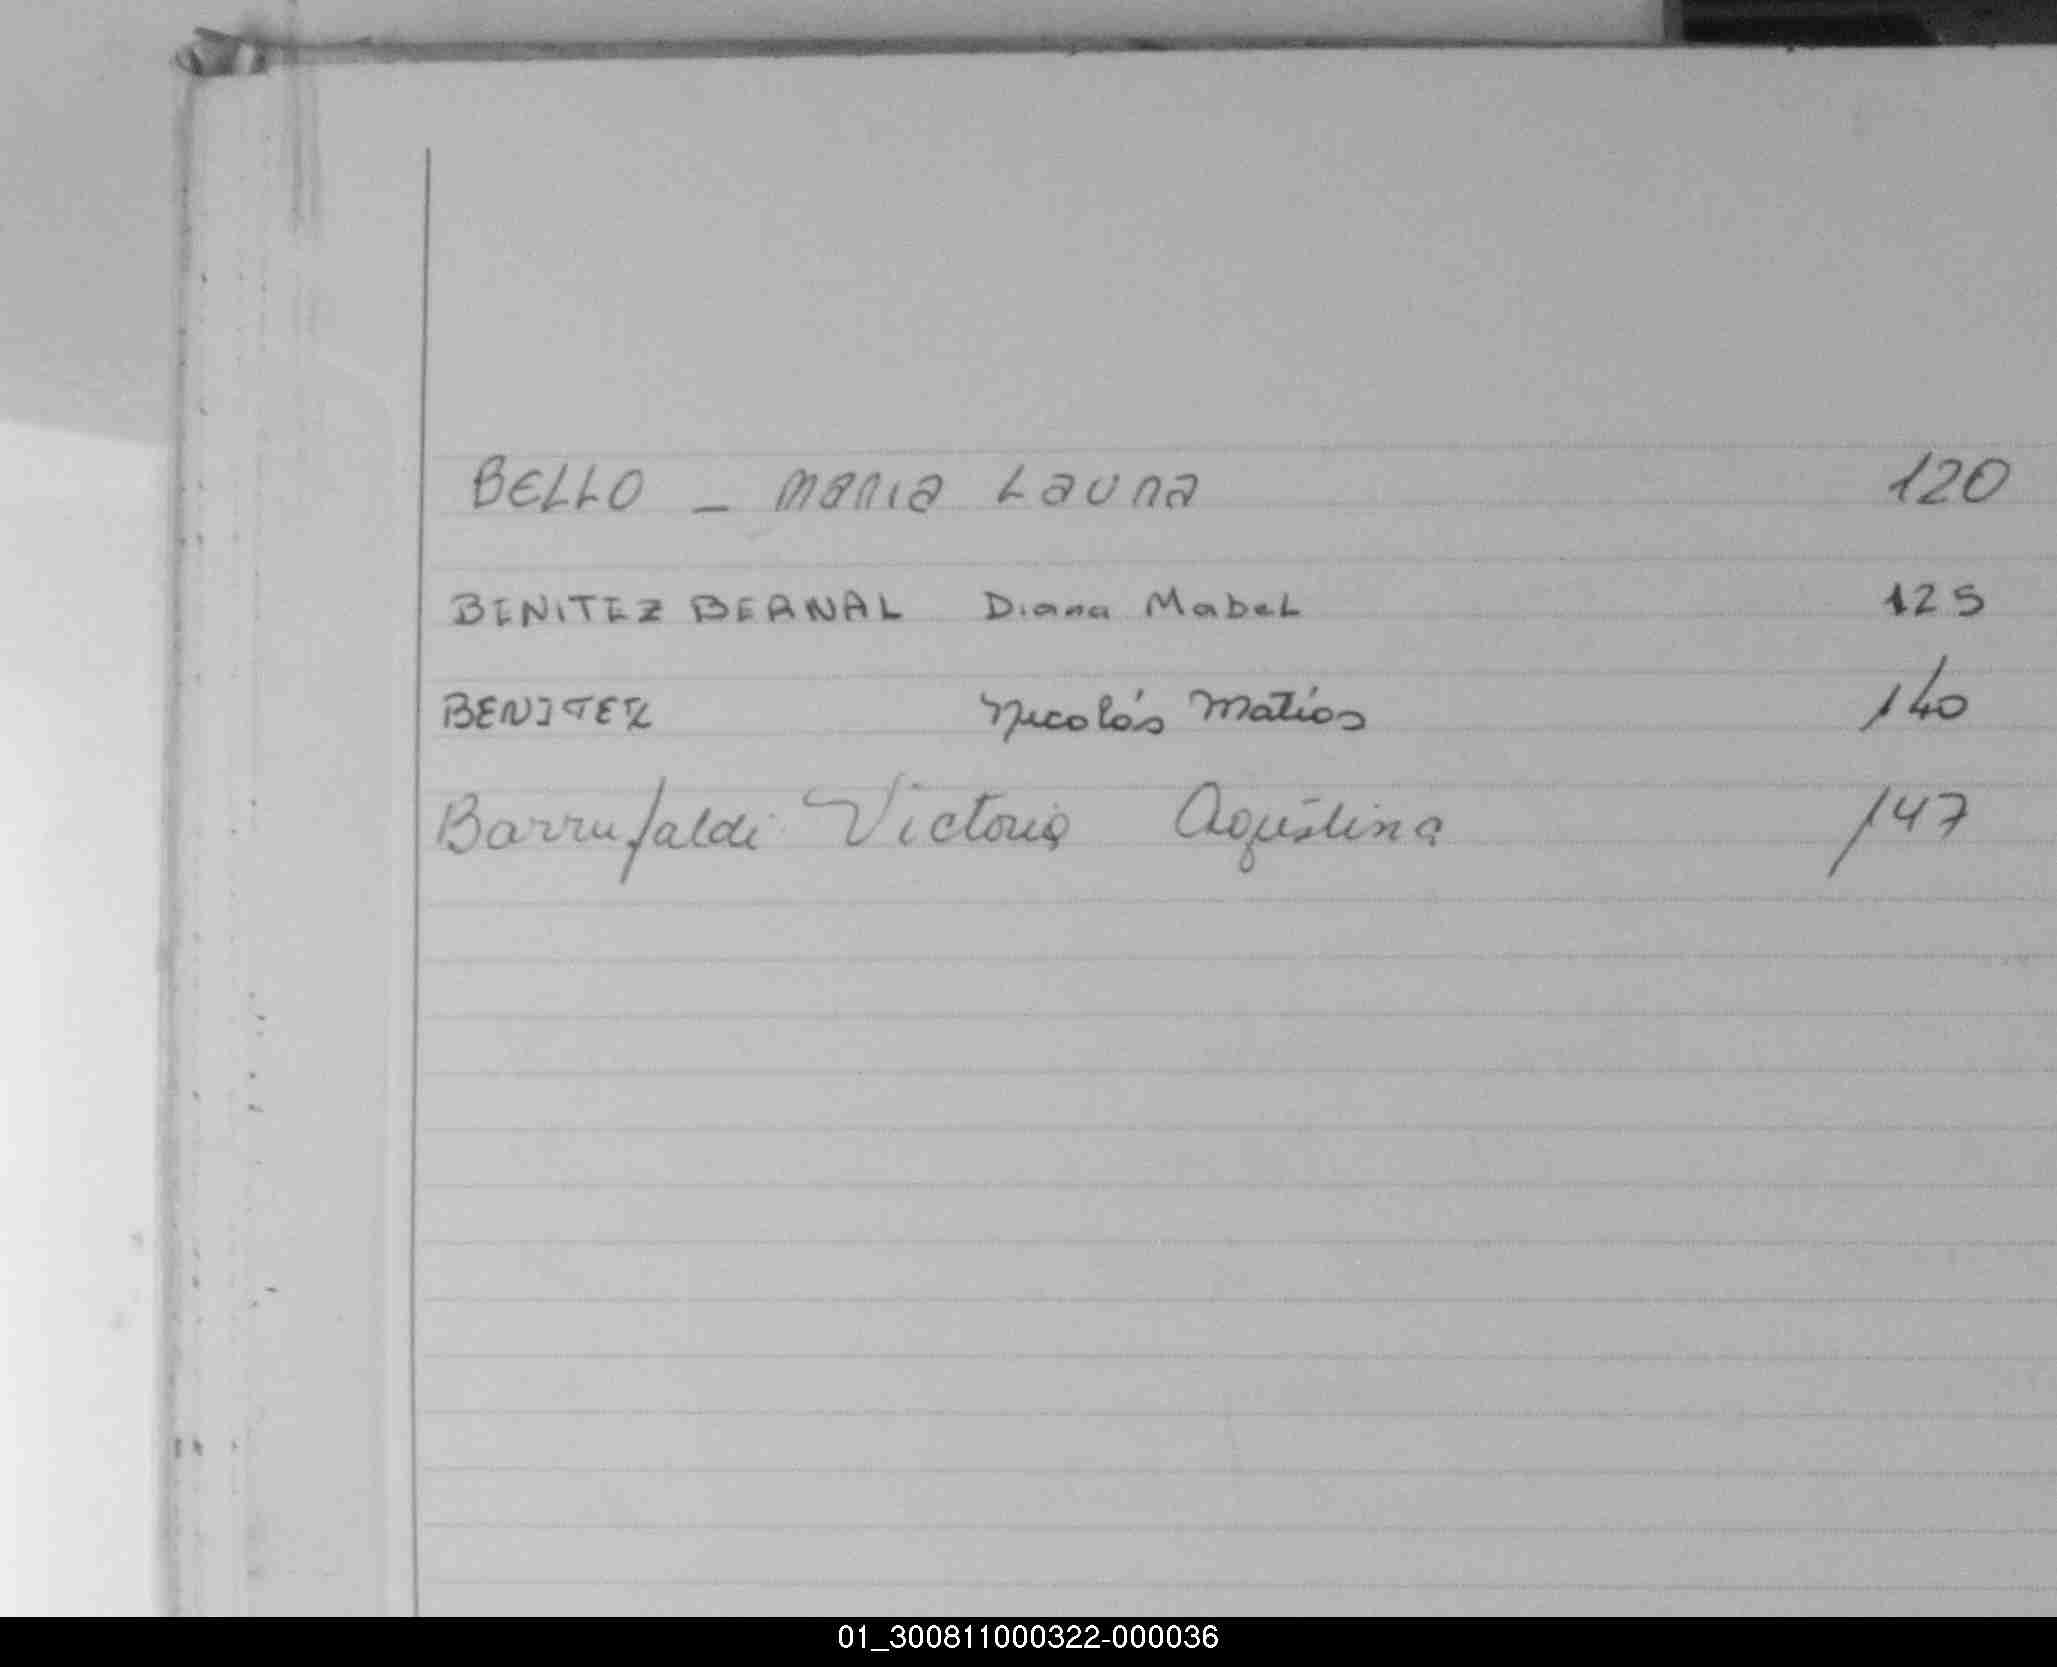 BELLO - Maria Laura 120
BENITEZ BERNAL Diana Mabel 125
BENITEZ Nicolás Matías 140
Barrufaldi Victoria Agustina 147
01_300811000322-000036